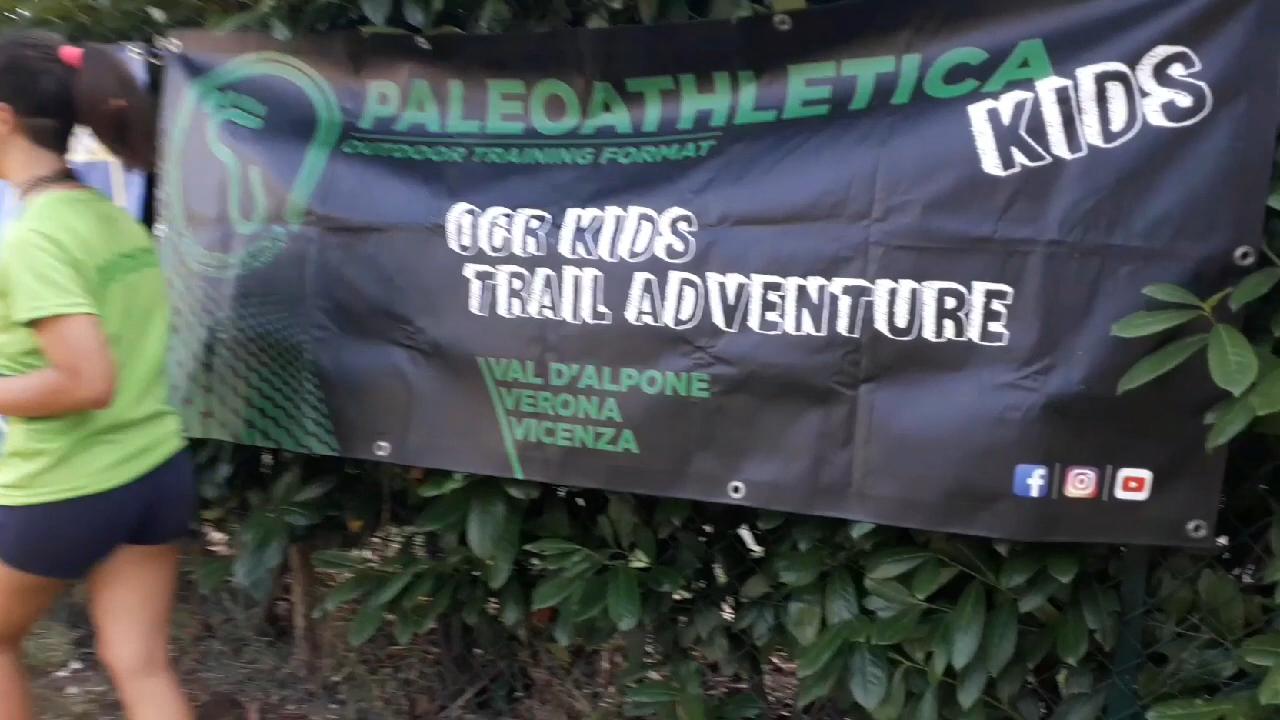 PALEOATHLETICA
KIDS
OUTDOOR TRAINING FORMAT
OCR KIDS
TRAIL ADVENTURE
VAL D'ALPONE
VERONA
VICENZA